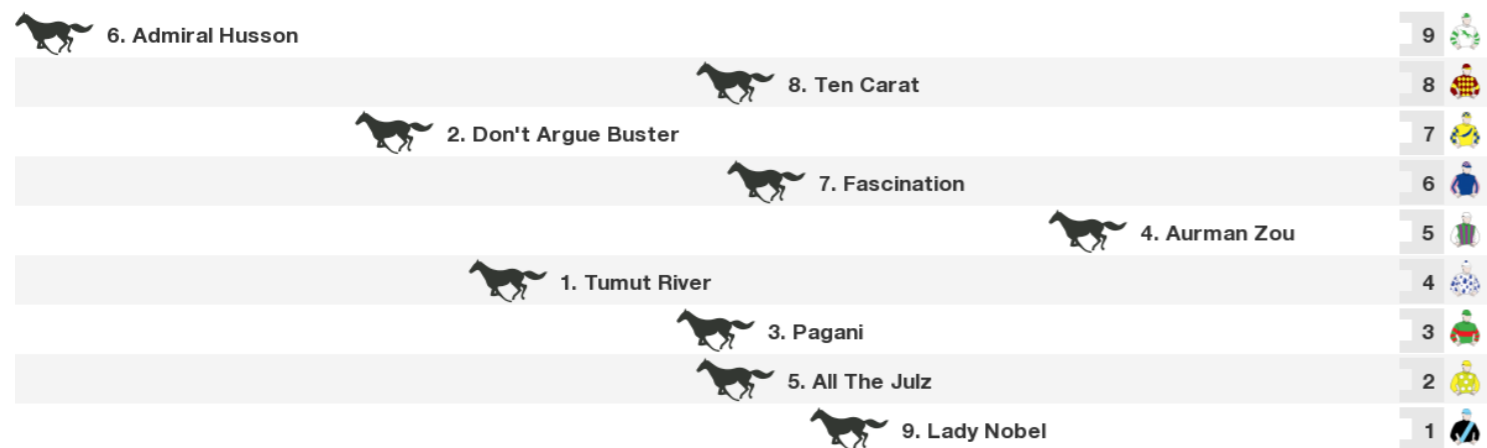 6. Admiral Husson 9
8. Ten Carat 8
2. Don't Argue Buster 7
7. Fascination 6
4. Aurman Zou 5
1. Tumut River 4
3. Pagani 3
5. All The Julz 2
9. Lady Nobel 1